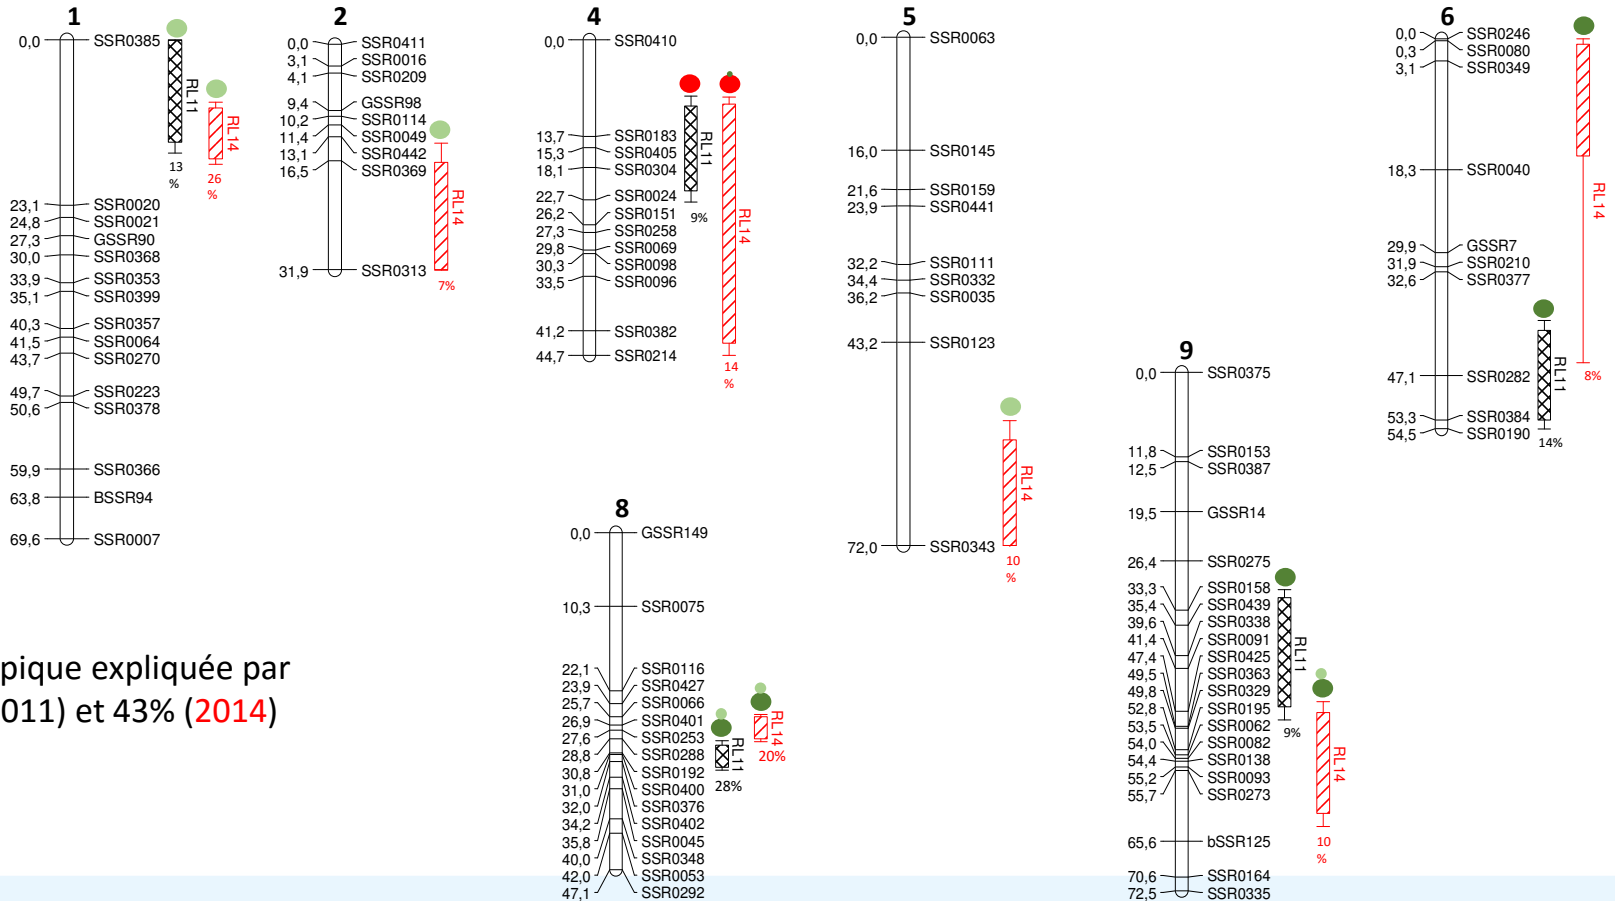 1
0,0 SSR0385
23,1 SSR0020
24,8 SSR0021
27,3 GSSR90
30,0 SSR0368
33,9 SSR0353
35,1 SSR0399
40,3 SSR0357
41,5 SSR0064
43,7 SSR0270
49,7 SSR0223
50,6 SSR0378
59,9 SSR0366
63,8 BSSR94
69,6 SSR0007
RL11
13
%
RL14
26
%
2
0,0 SSR0411
3,1 SSR0016
4,1 SSR0209
9,4 GSSR98
10,2 SSR0114
11,4 SSR0049
13,1 SSR0442
16,5 SSR0369
31,9 SSR0313
RL14
7%
4
0,0 SSR0410
13,7 SSR0183
15,3 SSR0405
18,1 SSR0304
22,7 SSR0024
26,2 SSR0151
27,3 SSR0258
29,8 SSR0069
30,3 SSR0098
33,5 SSR0096
41,2 SSR0382
44,7 SSR0214
RL11
9%
RL14
14
%
5
0,0 SSR0063
16,0 SSR0145
21,6 SSR0159
23,9 SSR0441
32,2 SSR0111
34,4 SSR0332
36,2 SSR0035
43,2 SSR0123
72,0 SSR0343
RL14
10
%
6
0,0 SSR0246
0,3 SSR0080
3,1 SSR0349
18,3 SSR0040
29,9 GSSR7
31,9 SSR0210
32,6 SSR0377
47,1 SSR0282
53,3 SSR0384
54,5 SSR0190
RL11
14%
RL14
8%
8
0,0 GSSR149
10,3 SSR0075
22,1 SSR0116
23,9 SSR0427
25,7 SSR0066
26,9 SSR0401
27,6 SSR0253
28,8 SSR0288
30,8 SSR0192
31,0 SSR0400
32,0 SSR0376
34,2 SSR0402
35,8 SSR0045
40,0 SSR0348
42,0 SSR0053
47,1 SSR0292
RL11
28%
RL14
20%
9
0,0 SSR0375
11,8 SSR0153
12,5 SSR0387
19,5 GSSR14
26,4 SSR0275
33,3 SSR0158
35,4 SSR0439
39,6 SSR0338
41,4 SSR0091
47,4 SSR0425
49,5 SSR0363
49,8 SSR0329
52,8 SSR0195
53,5 SSR0062
54,0 SSR0082
54,4 SSR0138
55,2 SSR0093
55,7 SSR0273
65,6 bSSR125
70,6 SSR0164
72,5 SSR0335
RL11
9%
RL14
10
%
pique expliquée par
011) et 43% (2014)